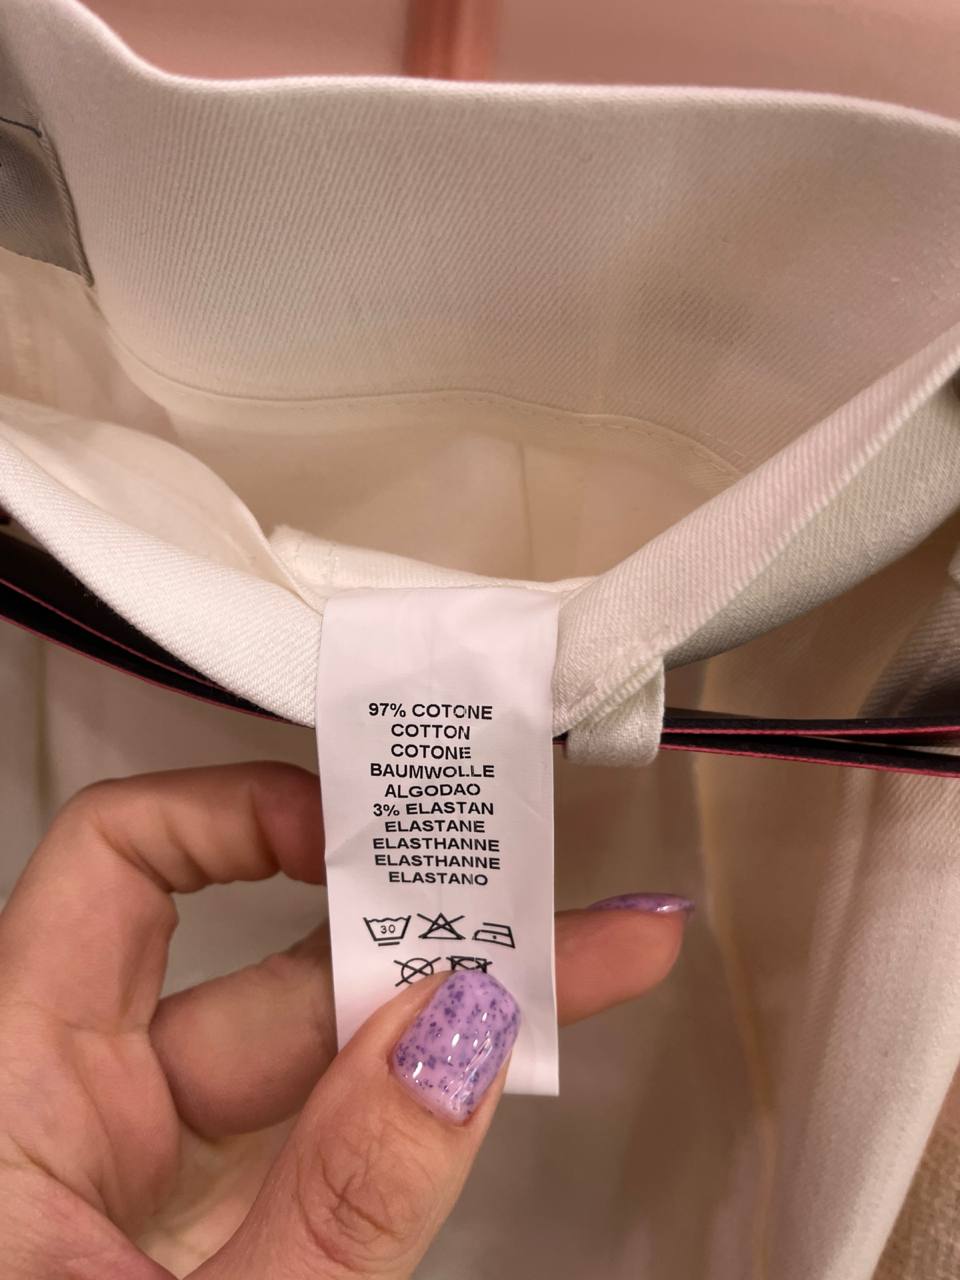 97% COTONE
COTTON
COTONE
BAUMWOLLE
ALGODAO
3% ELASTAN
ELASTANE
ELASTHANNE
ELASTHANNE
ELASTANO
30